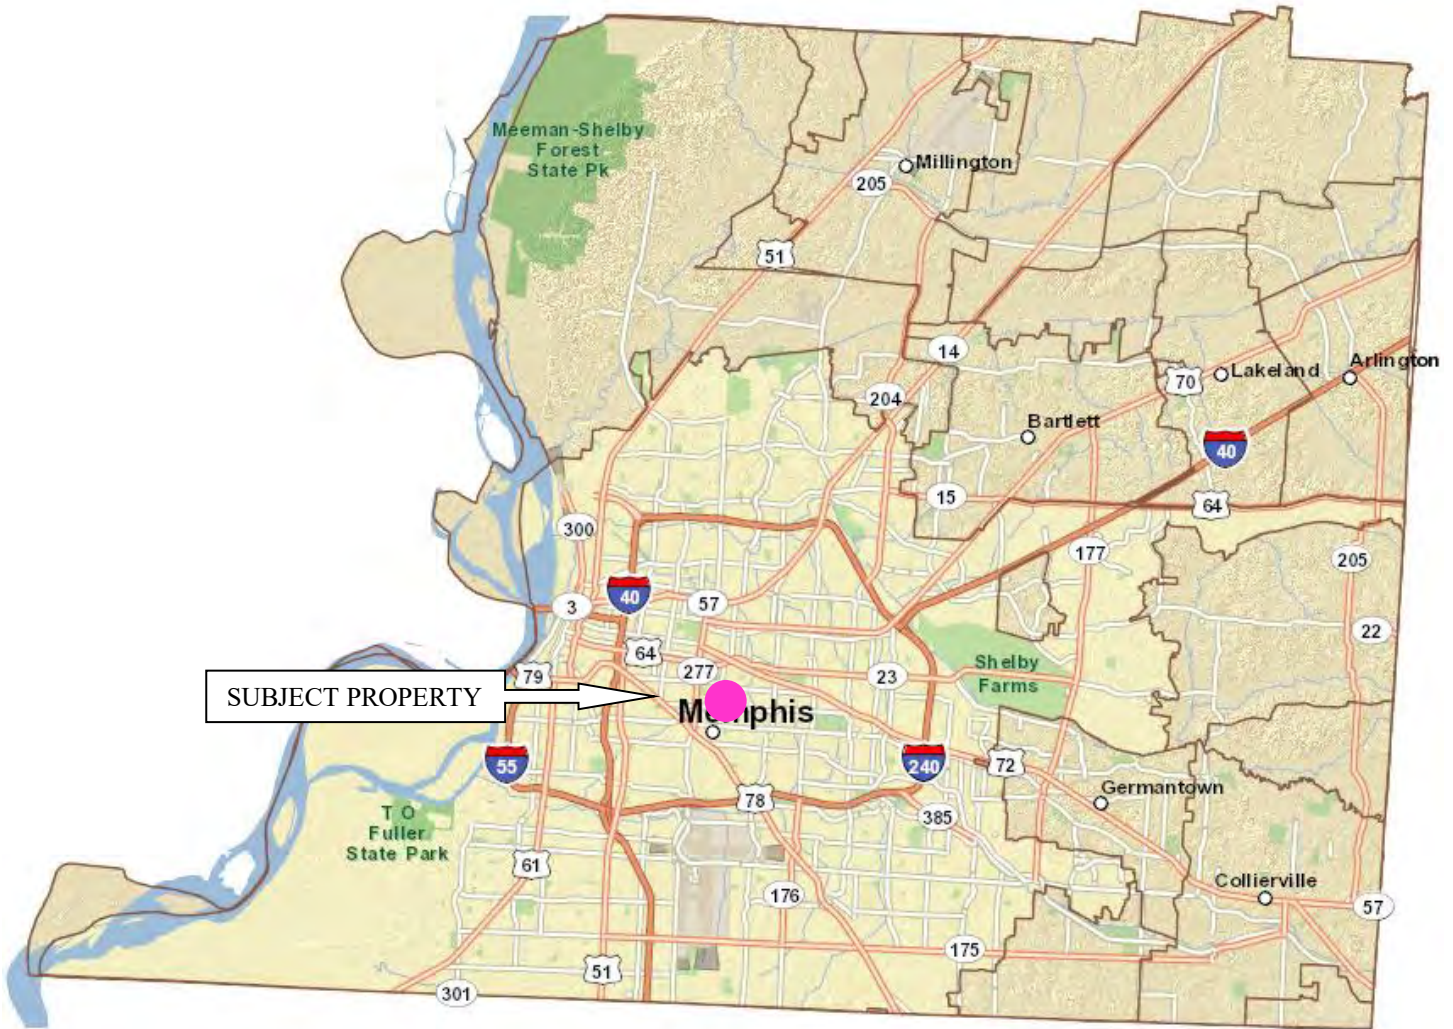 Meeman-Shelby
Forest
State Pk
Millington
205
51
14
Arlington
Lakeland
70
204
Bartlett
40
15
64
300
177
205
40
3
57
22
64
Shelby
Farms
277
23
79
SUBJECT PROPERTY
Memphis
55
240
72
Germantown
78
T O
Fuller
State Park
385
61
Collierville
176
57
175
51
301